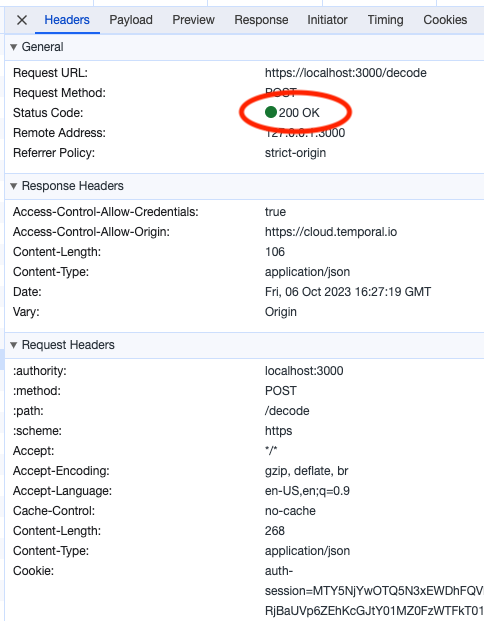 Headers Payload Preview Response Initiator Timing Cookies
General
Request URL: https://localhost:3000/decode
Request Method: POST
Status Code: 200 OK
Remote Address: 127.0.0.1:3000
Referrer Policy: strict-origin
Response Headers
Access-Control-Allow-Credentials: true
Access-Control-Allow-Origin: https://cloud.temporal.io
Content-Length: 106
Content-Type: application/json
Date: Fri, 06 Oct 2023 16:27:19 GMT
Vary: Origin
Request Headers
:authority: localhost:3000
:method: POST
:path: /decode
:scheme: https
Accept: */*
Accept-Encoding: gzip, deflate, br
Accept-Language: en-US,en;q=0.9
Cache-Control: no-cache
Content-Length: 268
Content-Type: application/json
Cookie: auth-
session=MTY5NjYwOTQ5N3xEWDhFQV
RjBaUVp6ZEhKcGJtY01MZ0FzWTFkT01